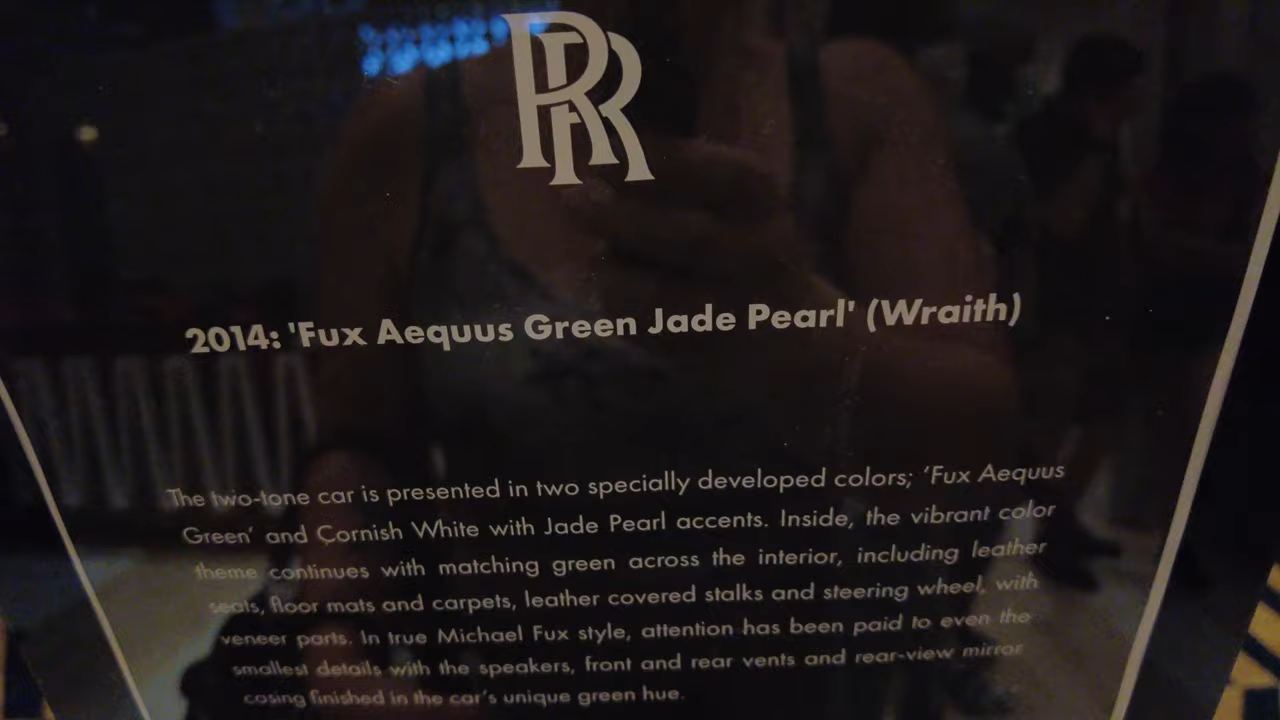 RR
2014: 'Fux Aequus Green Jade Pearl' (Wraith)
The two-tone car is presented in two specially developed colors; 'Fux Aequus
Green' and Cornish White with Jade Pearl accents. Inside, the vibrant color
theme continues with matching green across the interior, including leather
seats, floor mats and carpets, leather covered stalks and steering wheel, with
veneer parts. In true Michael Fux style, attention has been paid to even the
smallest details with the speakers, front and rear vents and rear-view mirror
casing finished in the car's unique green hue.